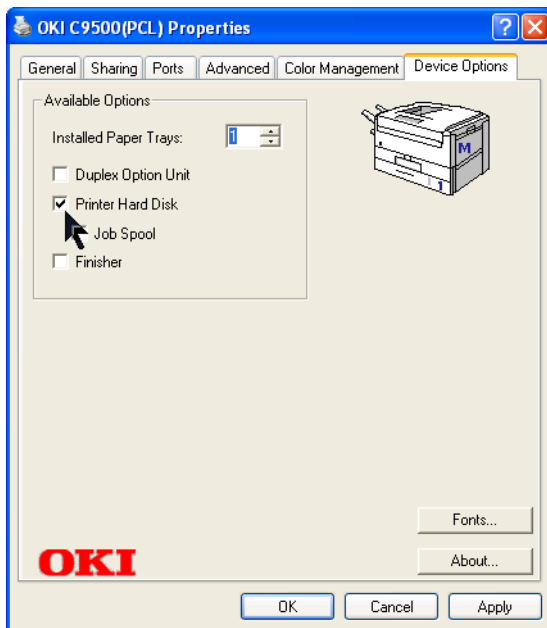 OKI C9500(PCL) Properties
General Sharing Ports Advanced Color Management Device Options
Available Options
Installed Paper Trays: 1
Duplex Option Unit
Printer Hard Disk
Job Spool
Finisher
M
1
Fonts...
OKI
About...
OK Cancel Apply